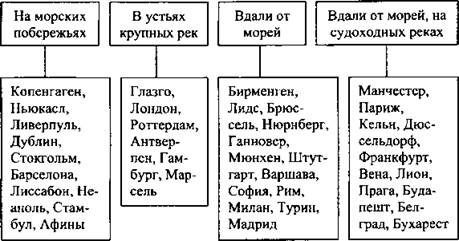 На морских
побережьях
Копенгаген,
Ньюкасл,
Ливерпуль,
Дублин,
Стокгольм,
Барселона,
Лиссабон, Не-
аполь, Стам-
бул, Афины
В устьях
крупных рек
Глазго,
Лондон,
Роттердам,
Антвер-
пен, Гам-
бург, Мар-
сель
Вдали от
морей
Бирменген,
Лидс, Брюс-
сель, Нюрнберг,
Ганновер,
Мюнхен, Штут-
гарт, Варшава,
София, Рим,
Милан, Турин,
Мадрид
Вдали от морей, на
судоходных реках
Манчестер,
Париж,
Кельн, Дюс-
сельдорф,
Франкфурт,
Вена, Лион,
Прага, Буда-
пешт, Бел-
град, Бухарест